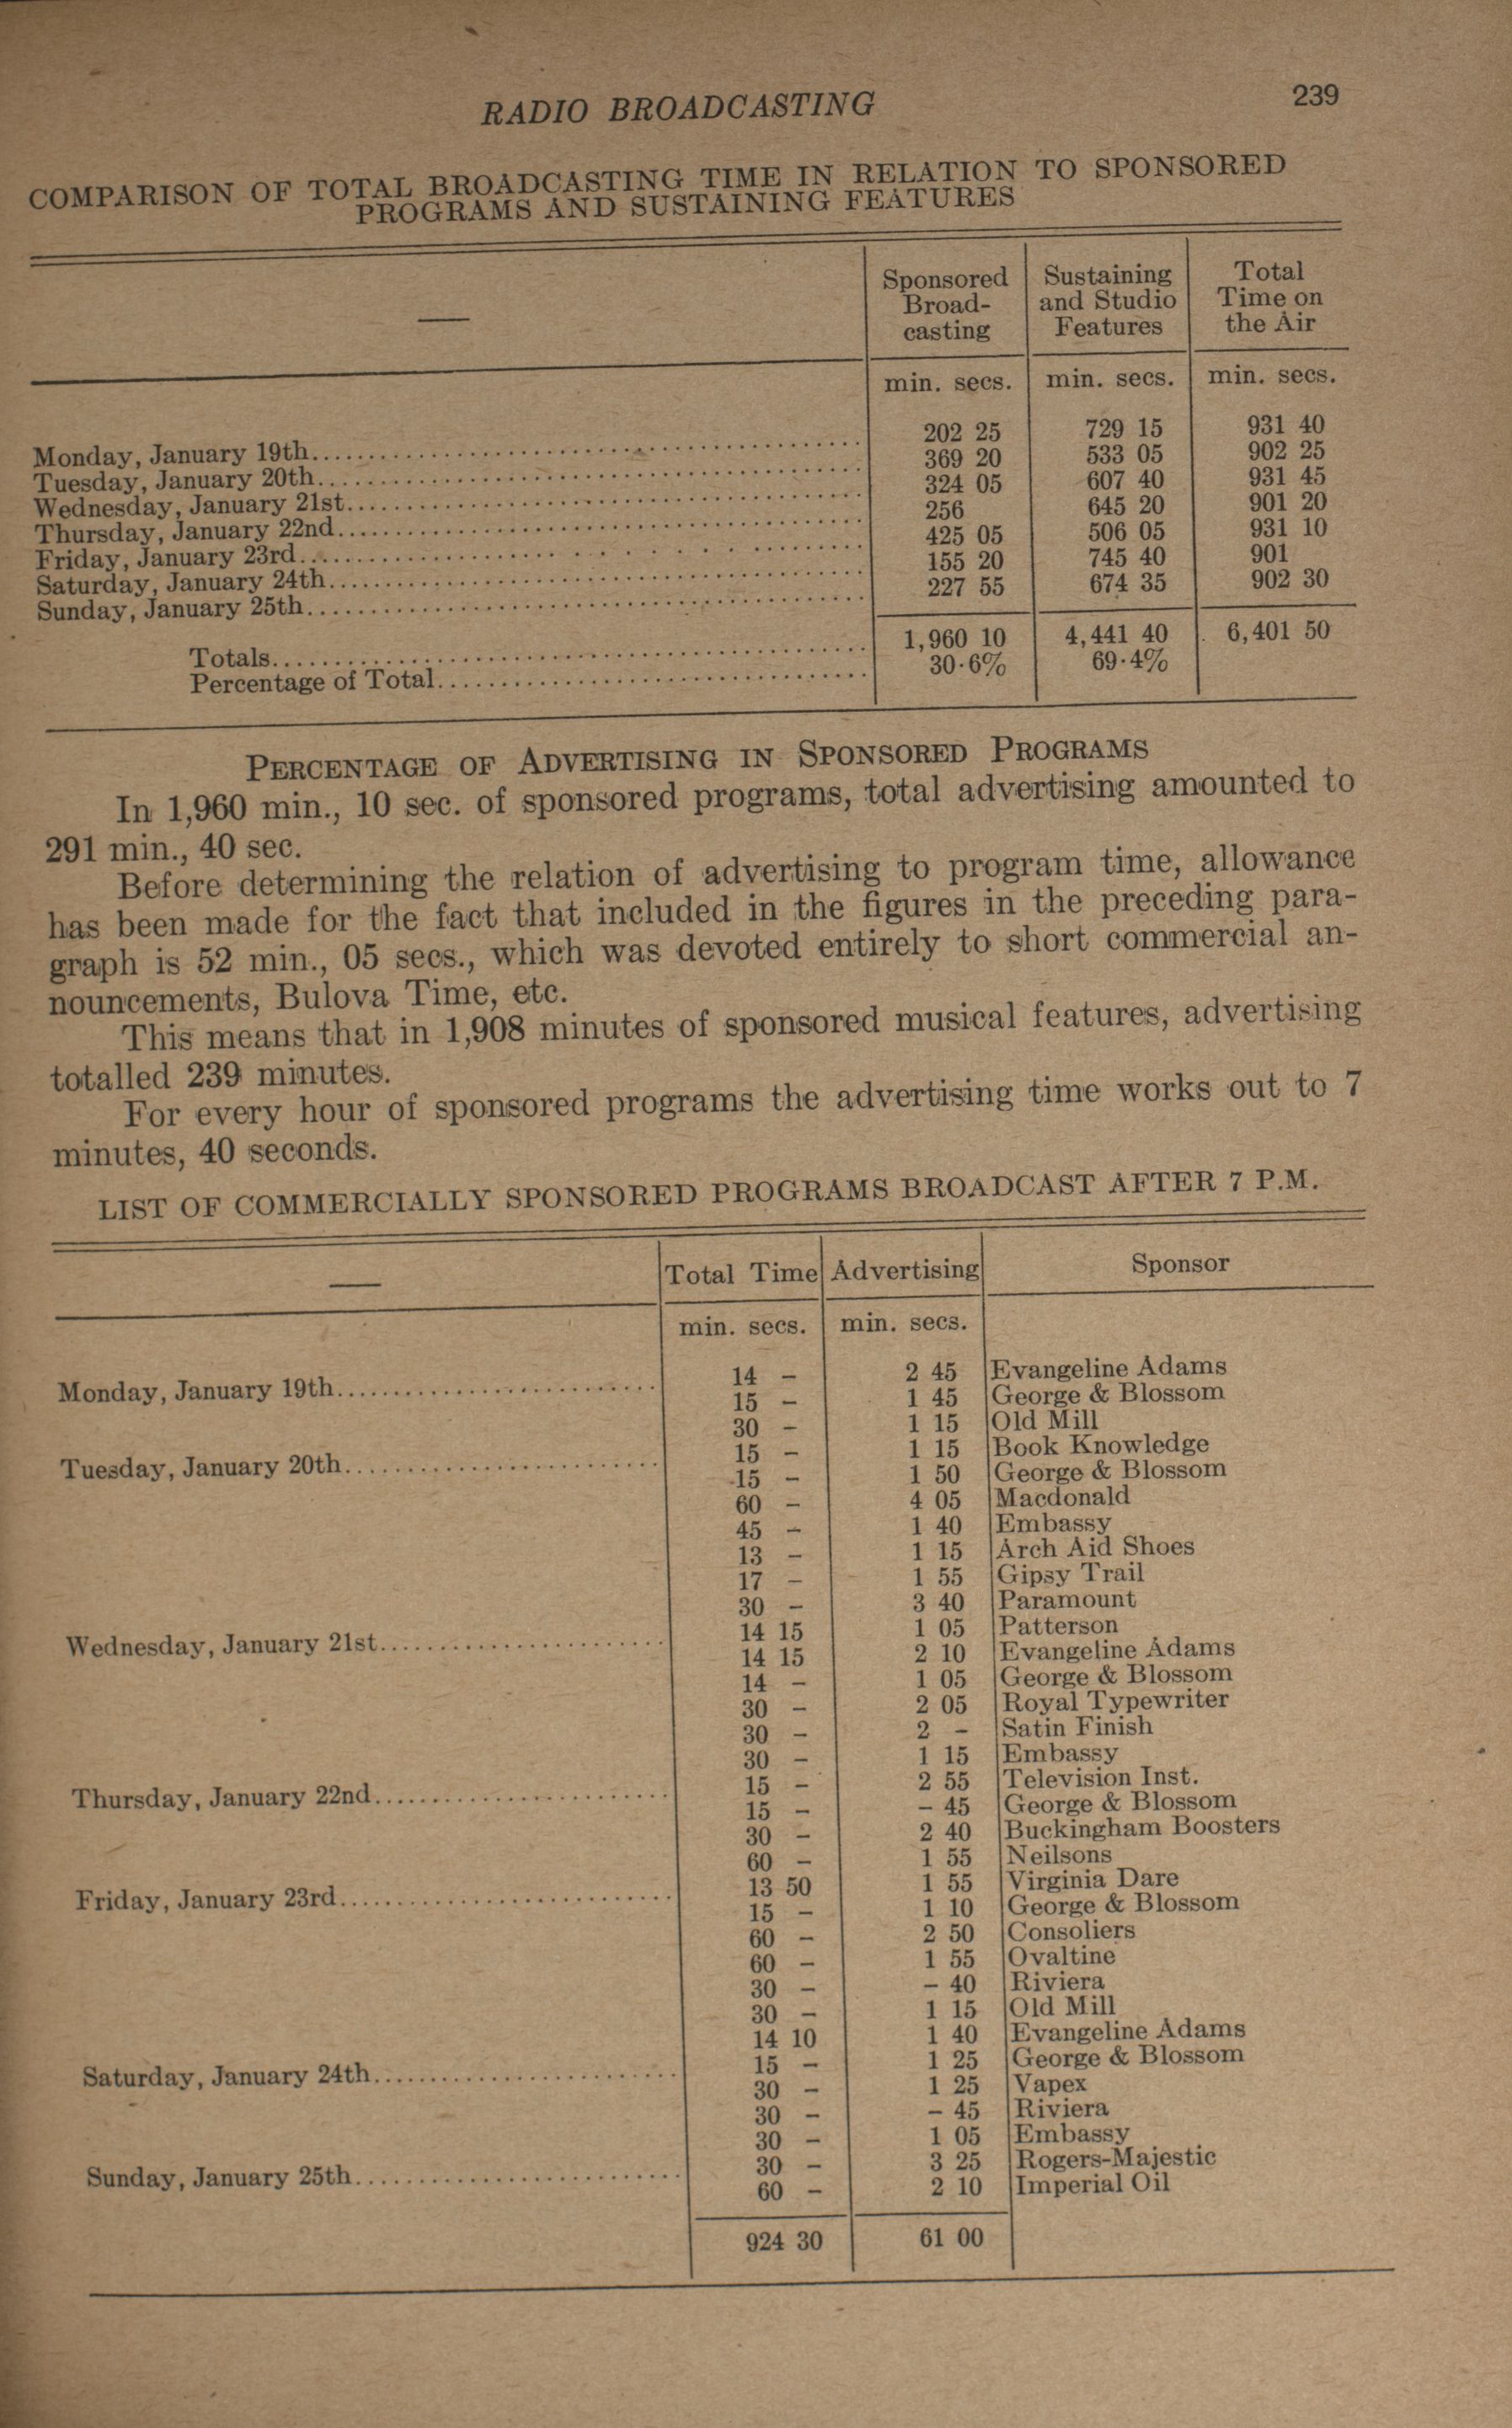 RADIO BROADCASTING 239
COMPARISON OF TOTAL BROADCASTING TIME IN RELATION TO SPONSORED
PROGRAMS AND SUSTAINING FEATURES
— Sponsored Broad-casting Sustaining and Studio Features Total Time on the Air
min. secs. min. secs. min. secs.
Monday, January 19th 202 25 729 15 931 40
Tuesday, January 20th 369 20 533 05 902 25
Wednesday, January 21st 324 05 607 40 931 45
Thursday, January 22nd 256 645 20 901 20
Friday, January 23rd 425 05 506 05 931 10
Saturday, January 24th 155 20 745 40 901
Sunday, January 25th 227 55 674 35 902 30
Totals 1,960 10 4,441 40 6,401 50
Percentage of Total 30·6% 69·4%
PERCENTAGE OF ADVERTISING IN SPONSORED PROGRAMS
In 1,960 min., 10 sec. of sponsored programs, total advertising amounted to
291 min., 40 sec.
Before determining the relation of advertising to program time, allowance
has been made for the fact that included in the figures in the preceding para-
graph is 52 min., 05 secs., which was devoted entirely to short commercial an-
nouncements, Bulova Time, etc.
This means that in 1,908 minutes of sponsored musical features, advertising
totalled 239 minutes.
For every hour of sponsored programs the advertising time works out to 7
minutes, 40 seconds.
LIST OF COMMERCIALLY SPONSORED PROGRAMS BROADCAST AFTER 7 P.M.
— Total Time Advertising Sponsor
min. secs. min. secs.
Monday, January 19th 14 – 2 45 Evangeline Adams
15 – 1 45 George & Blossom
30 – 1 15 Old Mill
Tuesday, January 20th 15 – 1 15 Book Knowledge
15 – 1 50 George & Blossom
60 – 4 05 Macdonald
45 – 1 40 Embassy
13 – 1 15 Arch Aid Shoes
17 – 1 55 Gipsy Trail
30 – 3 40 Paramount
Wednesday, January 21st 14 15 1 05 Patterson
14 15 2 10 Evangeline Adams
14 – 1 05 George & Blossom
30 – 2 05 Royal Typewriter
30 – 2 – Satin Finish
30 – 1 15 Embassy
Thursday, January 22nd 15 – 2 55 Television Inst.
15 – – 45 George & Blossom
30 – 2 40 Buckingham Boosters
60 – 1 55 Neilsons
Friday, January 23rd 13 50 1 55 Virginia Dare
15 – 1 10 George & Blossom
60 – 2 50 Consoliers
60 – 1 55 Ovaltine
30 – – 40 Riviera
30 – 1 15 Old Mill
14 10 1 40 Evangeline Adams
Saturday, January 24th 15 – 1 25 George & Blossom
30 – 1 25 Vapex
30 – – 45 Riviera
30 – 1 05 Embassy
Sunday, January 25th 30 – 3 25 Rogers-Majestic
60 – 2 10 Imperial Oil
924 30 61 00